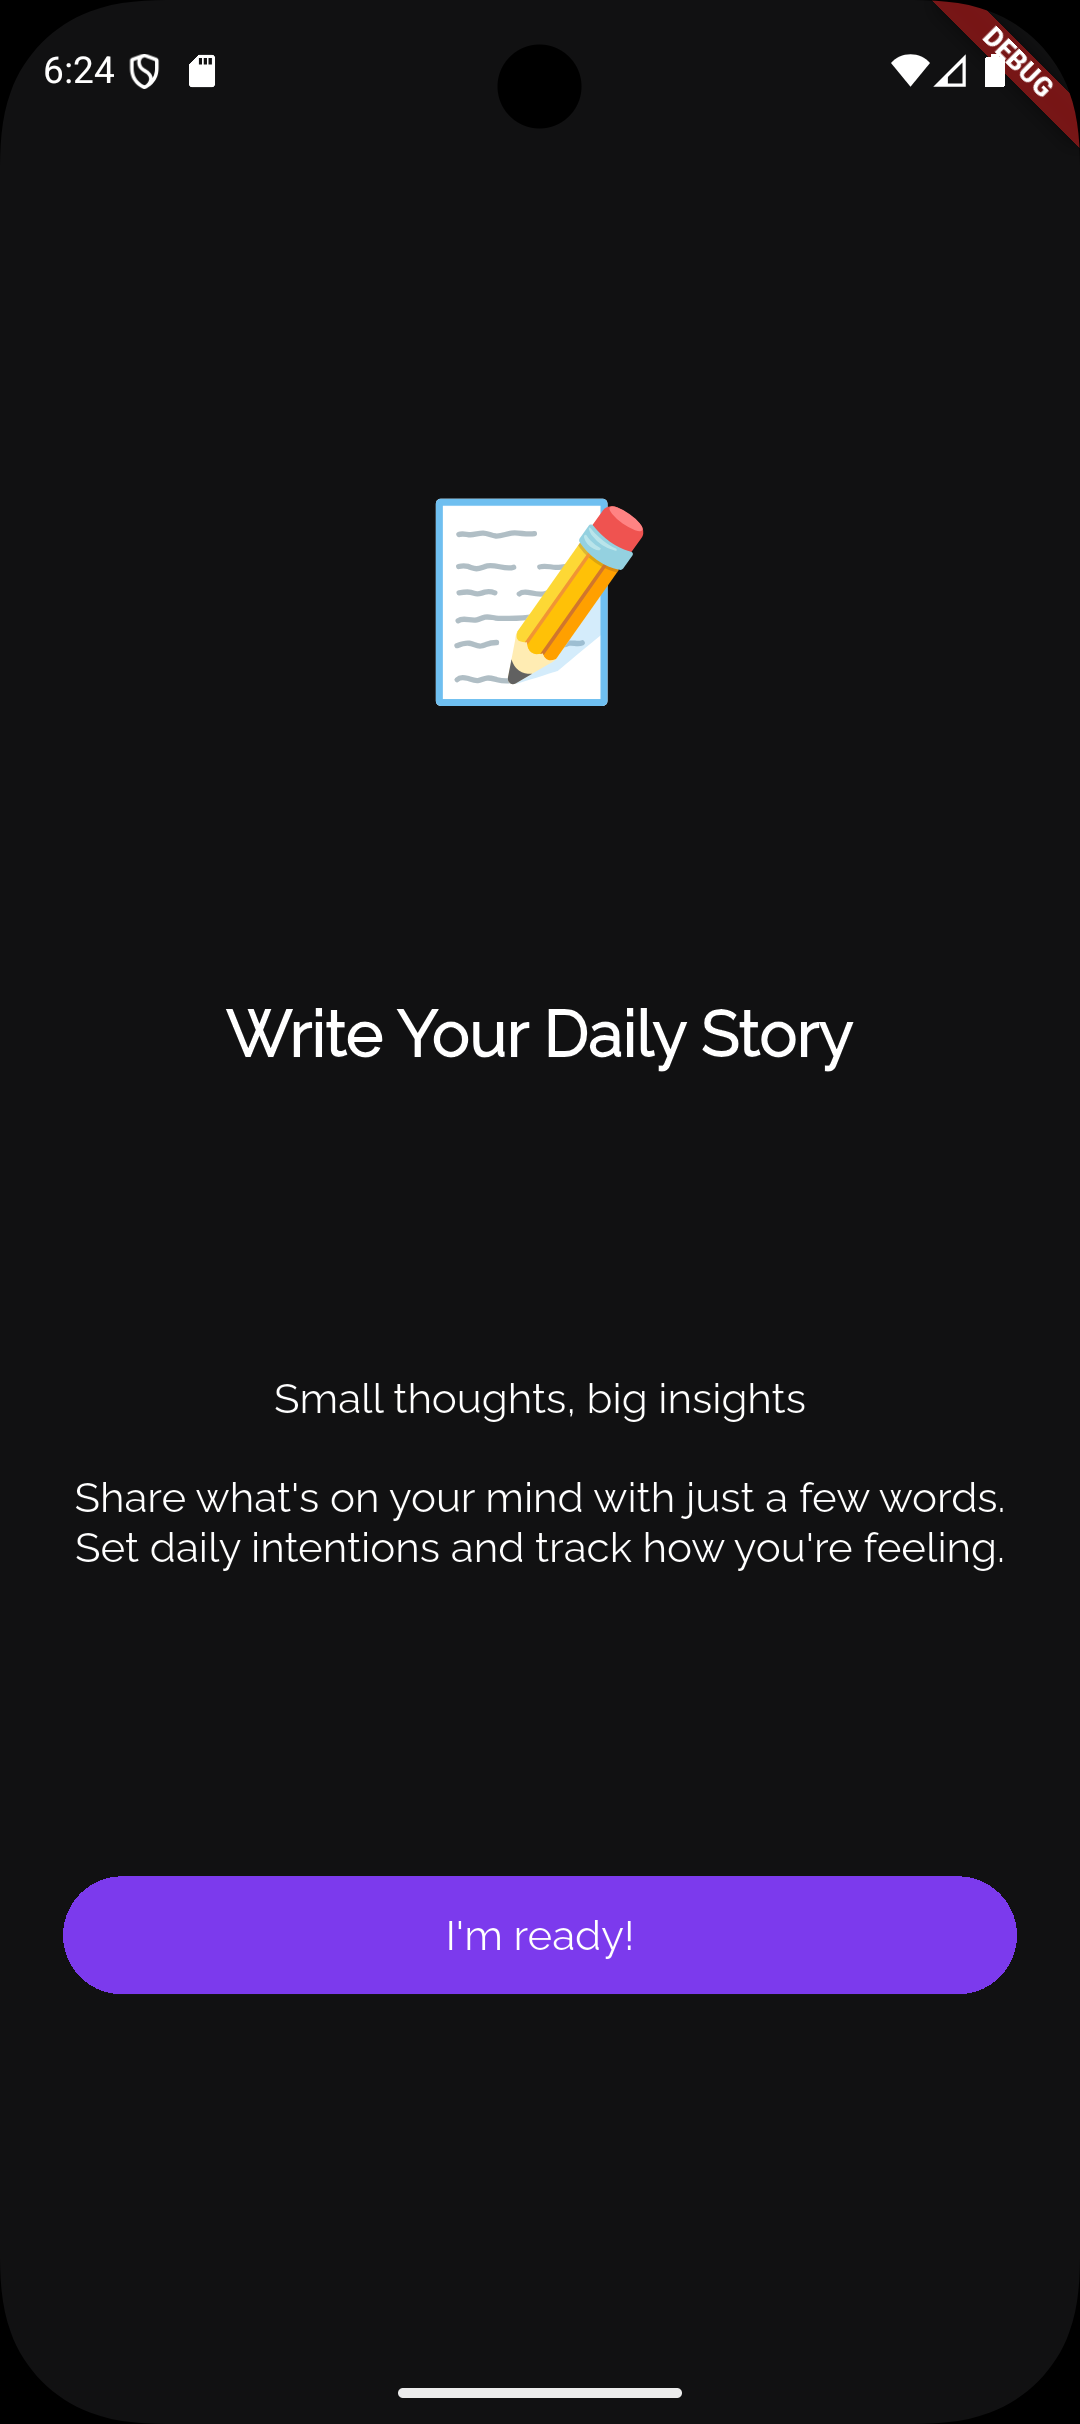 6:24
DEBUG
Write Your Daily Story
Small thoughts, big insights
Share what's on your mind with just a few words.
Set daily intentions and track how you're feeling.
I'm ready!